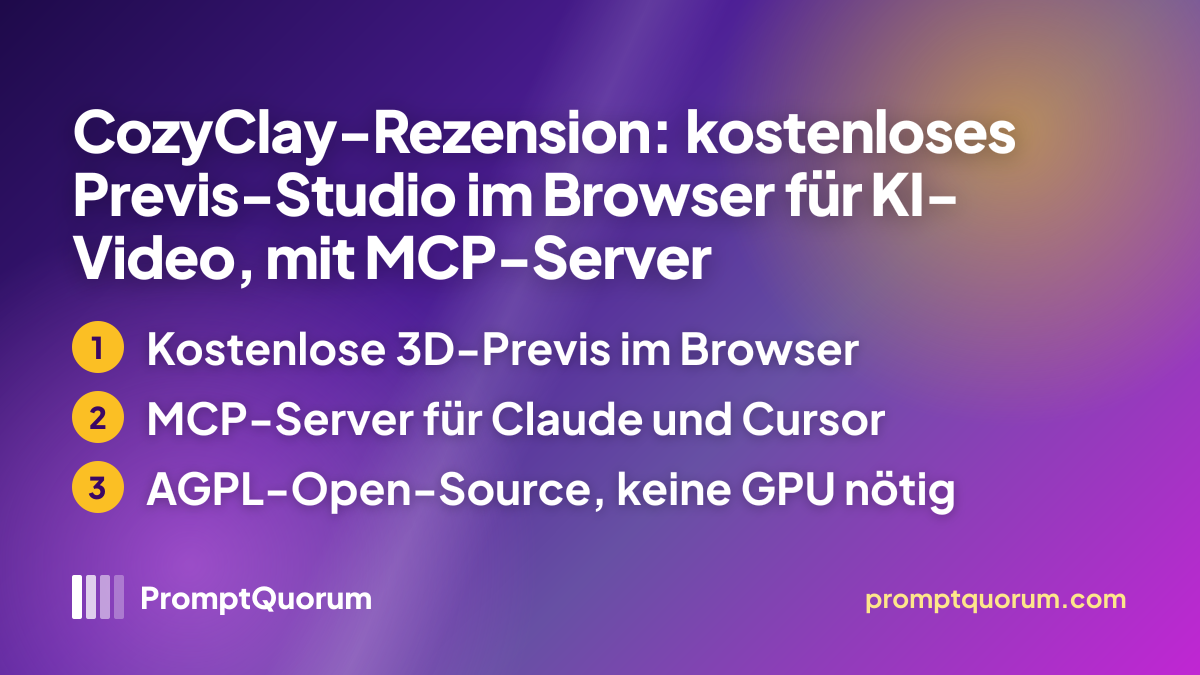 CozyClay-Rezension: kostenloses
Previs-Studio im Browser für KI-
Video, mit MCP-Server
1 Kostenlose 3D-Previs im Browser
2 MCP-Server für Claude und Cursor
3 AGPL-Open-Source, keine GPU nötig
PromptQuorum
promptquorum.com